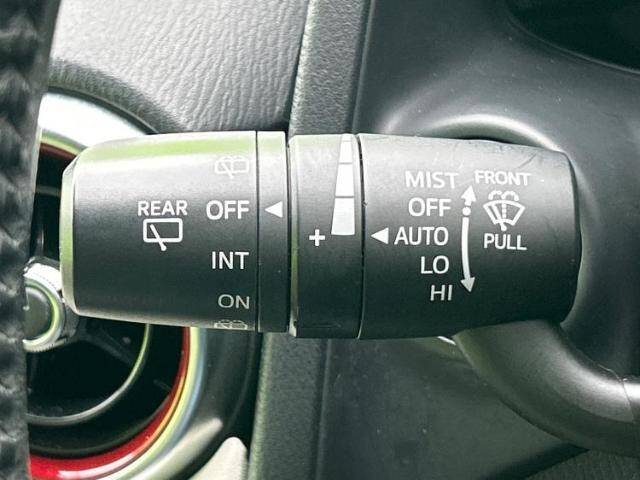 REAR
OFF
INT
ON
+
MIST
OFF
AUTO
LO
HI
FRONT
PULL